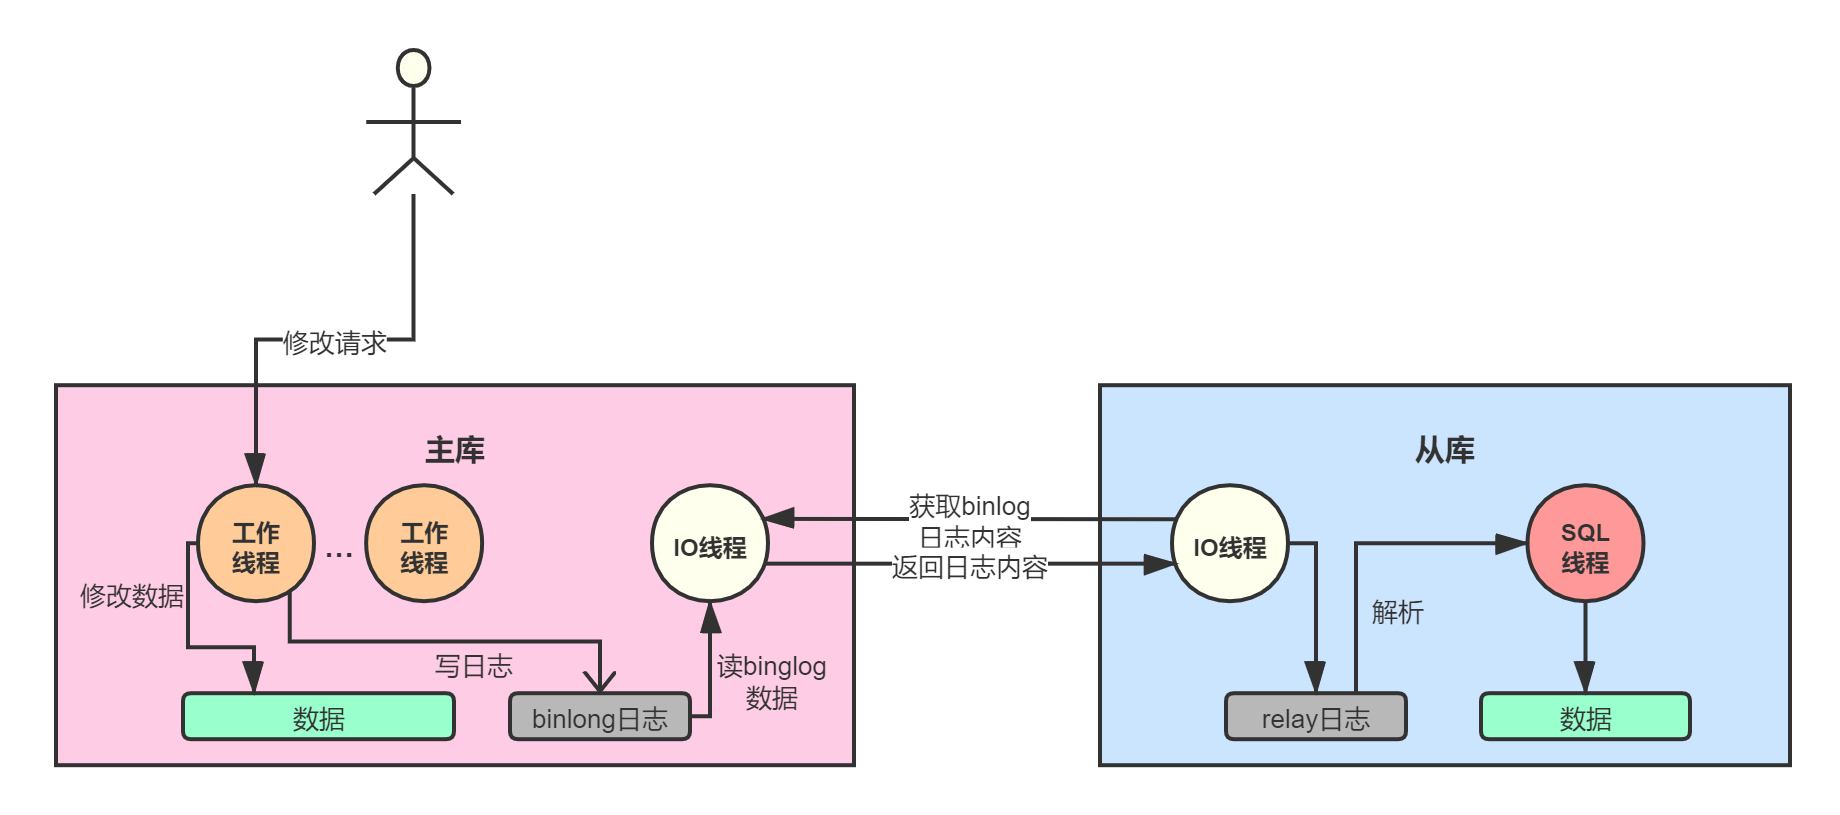 修改请求
主库
从库
工作
线程
...
工作
线程
IO线程
获取binlog
日志内容
返回日志内容
IO线程
SQL
线程
修改数据
写日志
读binglog
数据
解析
数据
binlong日志
relay日志
数据